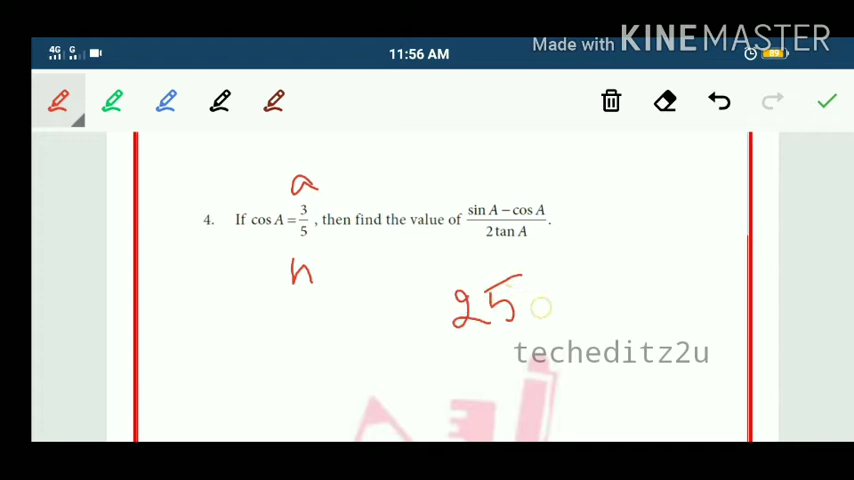 Made with KINEMASTER
4G G 11:56 AM 89
a
4. If cos A = 3/5 , then find the value of (sin A − cos A)/(2 tan A).
h
25
techeditz2u